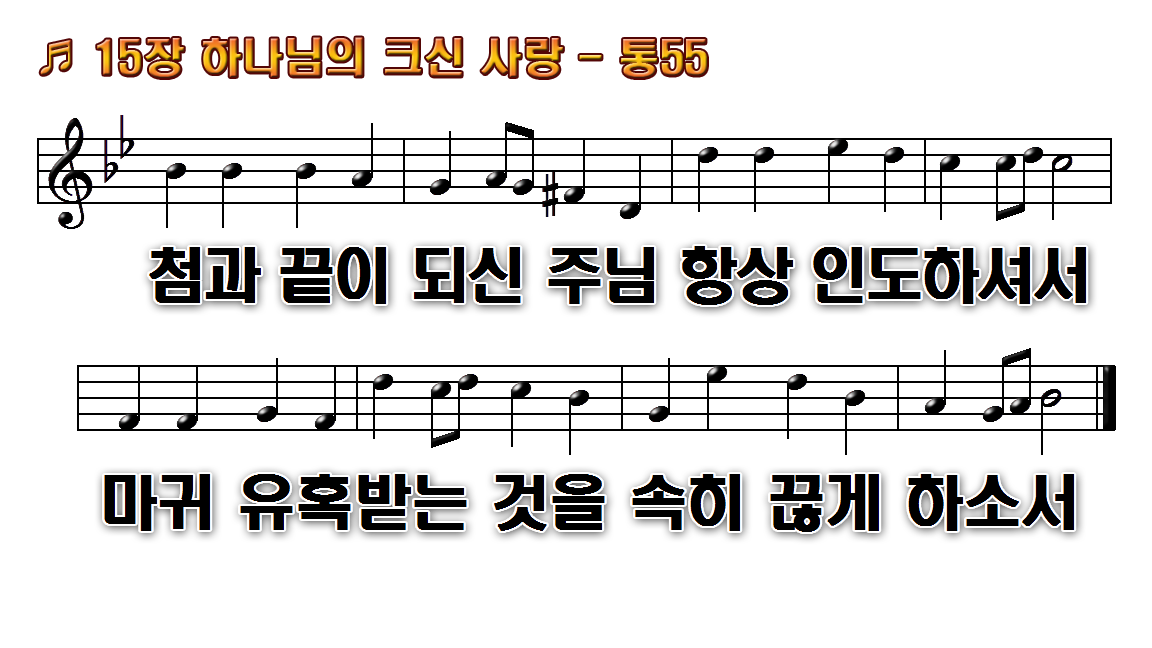 ♬ 15장 하나님의 크신 사랑 - 통55
첨과 끝이 되신 주님 항상 인도하셔서
마귀 유혹받는 것을 속히 끊게 하소서